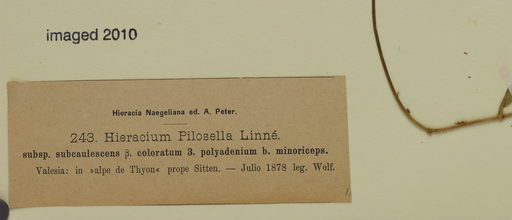 imaged 2010
Hieracia Naegeliana ed. A. Peter.
243. Hieracium Pilosella Linné.
subsp. subcaulescens β. coloratum 3. polyadenium b. minoriceps.
Valesia: in »alpe de Thyon« prope Sitten. — Julio 1878 leg. Wolf.